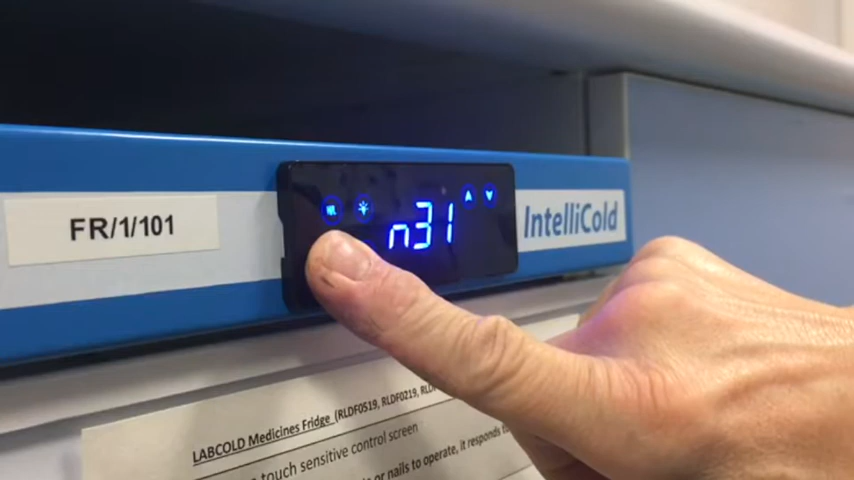 FR/1/101
n31
IntelliCold
LABCOLD Medicines Fridge (RLDF0519, RLDF0219,
touch sensitive control screen
or nails to operate, it responds